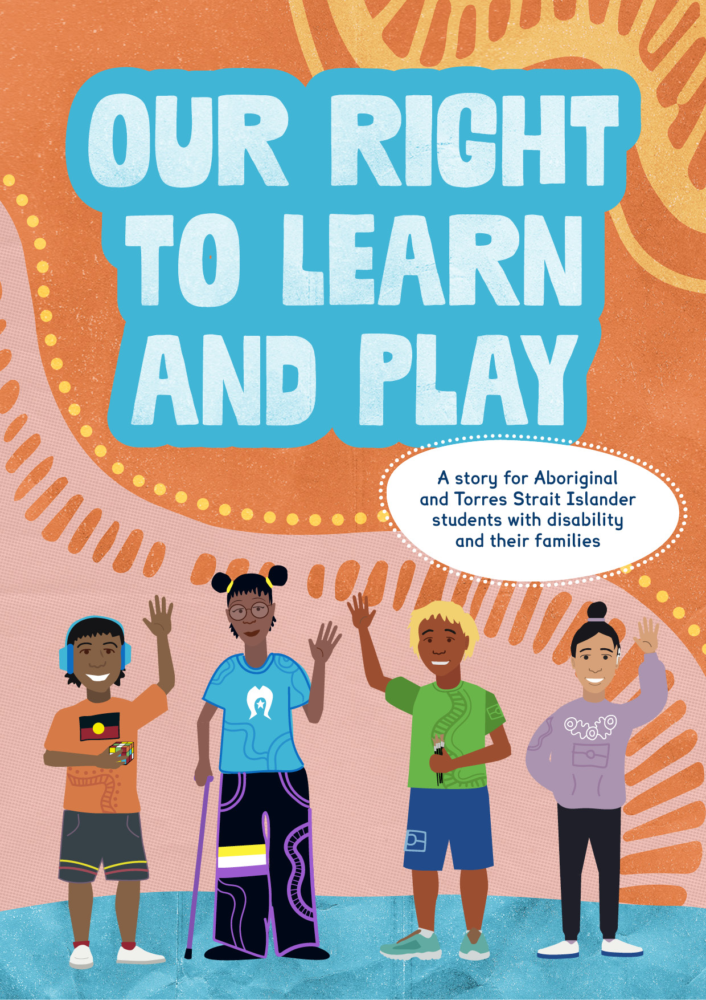 OUR RIGHT
TO LEARN
AND PLAY
A story for Aboriginal
and Torres Strait Islander
students with disability
and their families